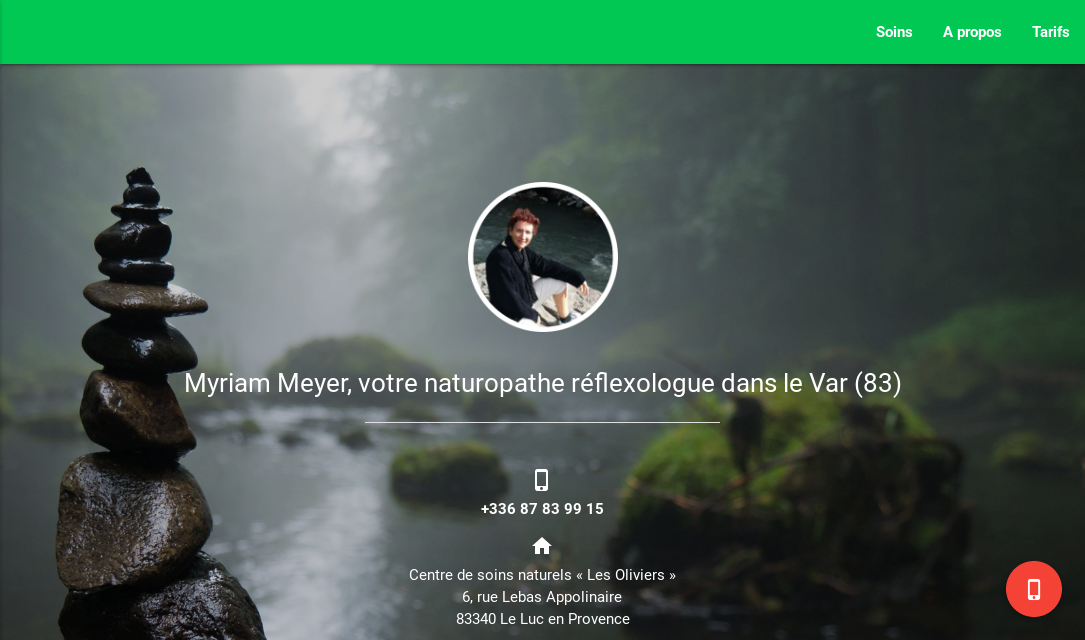 Soins A propos Tarifs
Myriam Meyer, votre naturopathe réflexologue dans le Var (83)
+336 87 83 99 15
Centre de soins naturels « Les Oliviers »
6, rue Lebas Appolinaire
83340 Le Luc en Provence